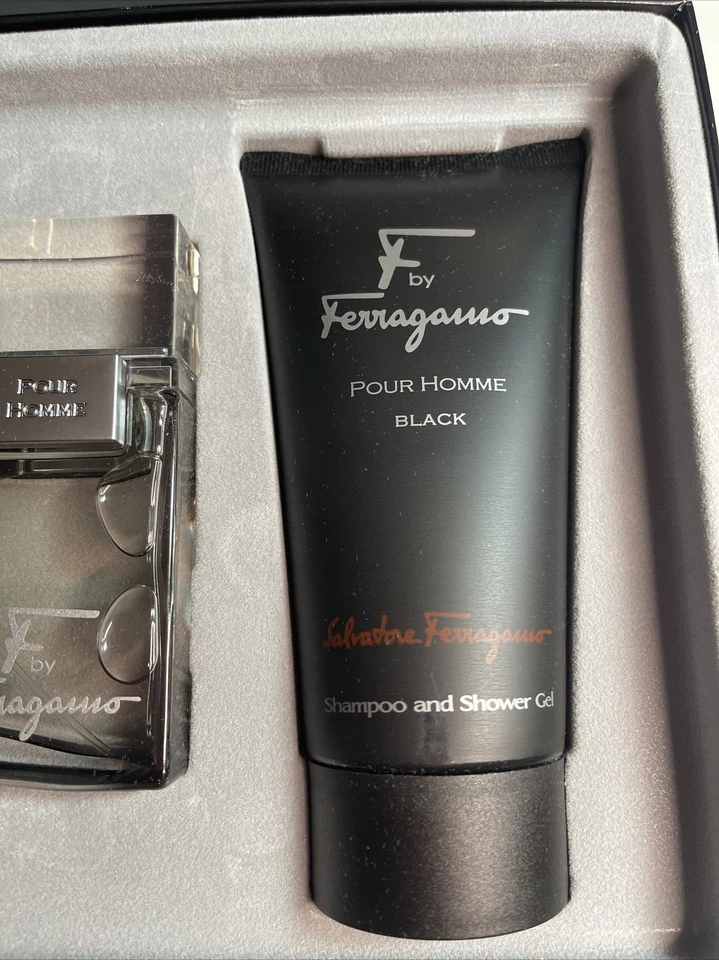 POUR
HOMME
F by
F by
Ferragamo
POUR HOMME
BLACK
Salvatore Ferragamo
Shampoo and Shower Gel